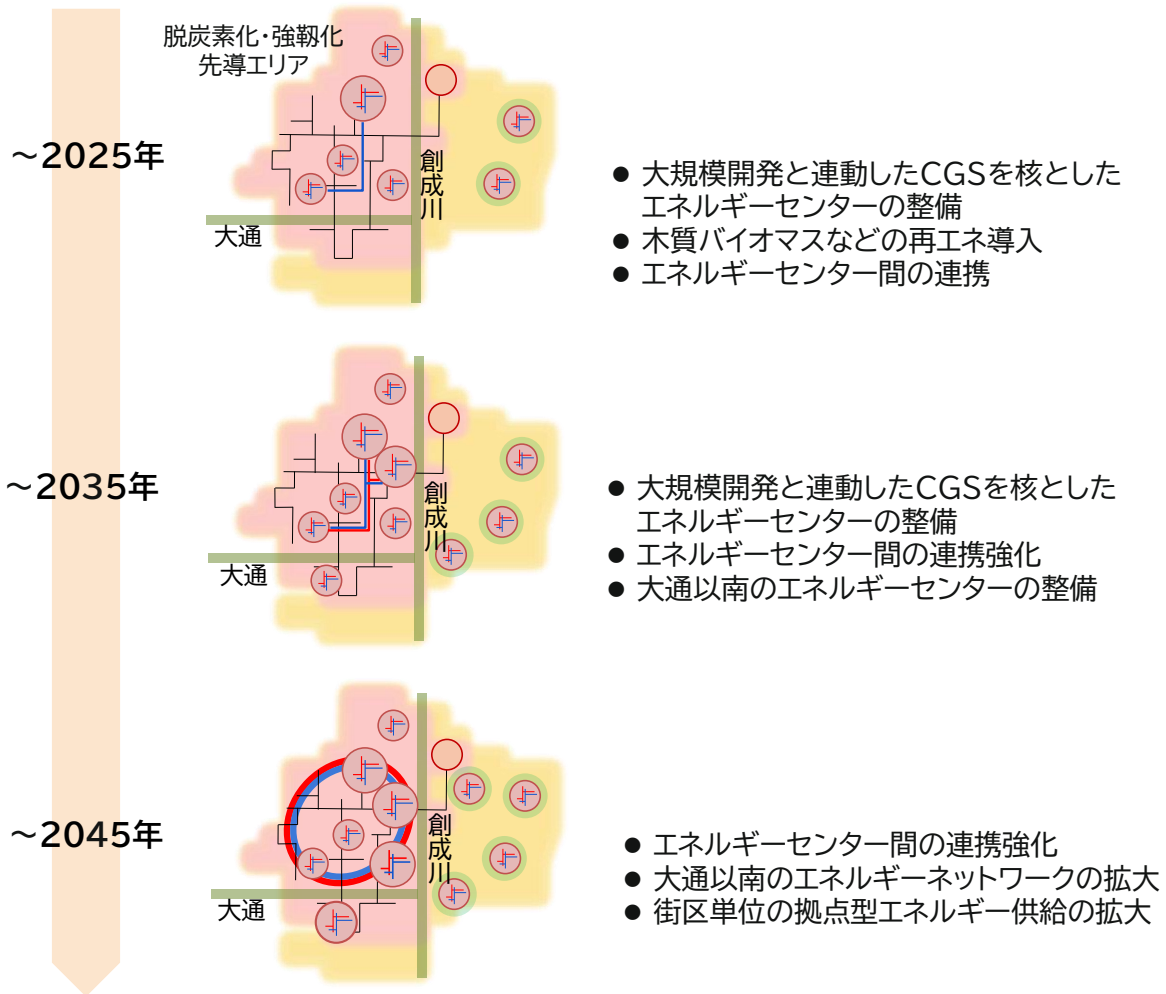 脱炭素化・強靱化
先導エリア
～2025年
創成川
大通
● 大規模開発と連動したCGSを核とした
エネルギーセンターの整備
● 木質バイオマスなどの再エネ導入
● エネルギーセンター間の連携
～2035年
創成川
大通
● 大規模開発と連動したCGSを核とした
エネルギーセンターの整備
● エネルギーセンター間の連携強化
● 大通以南のエネルギーセンターの整備
～2045年
創成川
大通
● エネルギーセンター間の連携強化
● 大通以南のエネルギーネットワークの拡大
● 街区単位の拠点型エネルギー供給の拡大